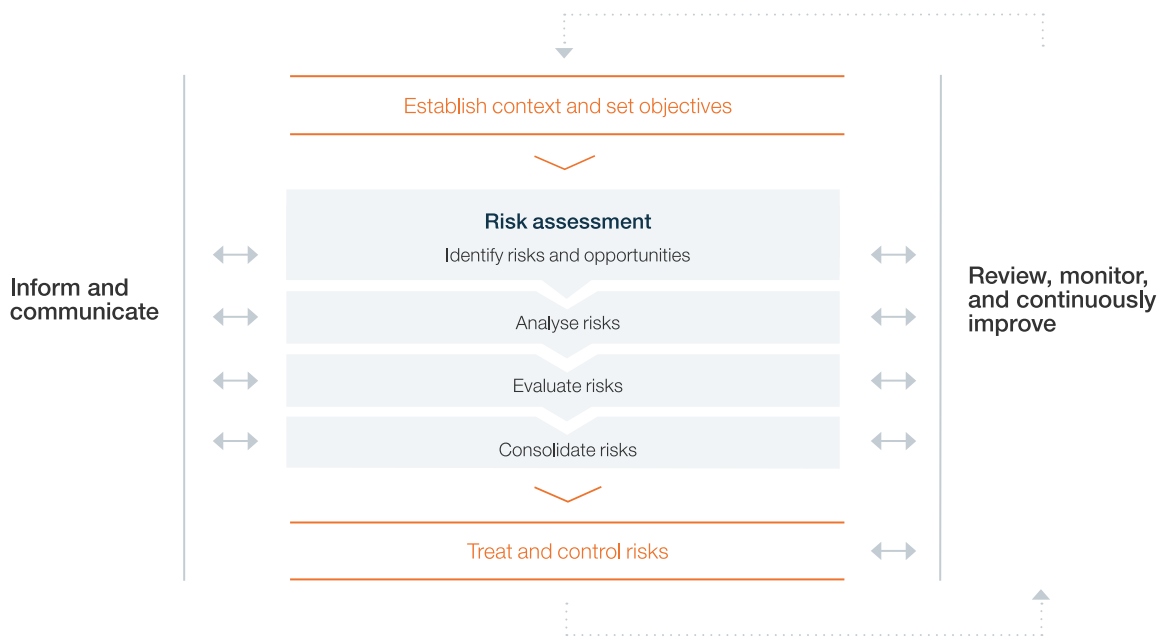 Establish context and set objectives
Risk assessment
Identify risks and opportunities
Analyse risks
Evaluate risks
Consolidate risks
Treat and control risks
Inform and
communicate
Review, monitor,
and continuously
improve